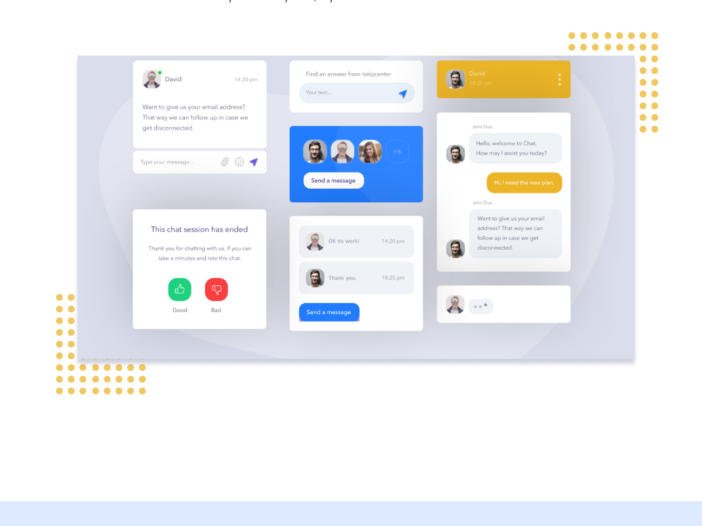 David
14:20 pm
Want to give us your email address?
That way we can follow up in case we
get disconnected.
Type your message...
This chat session has ended
Thank you for chatting with us, if you can
take a minutes and rate this chat.
Good
Bad
Find an answer from helpcenter
Your text...
+6
Send a message
OK its work!
14:20 pm
Thank you.
Send a message
David
14:20 pm
John Due
Hello, welcome to Chat.
How may I assist you today?
Hi, I need the new plan.
John Due
Want to give us your email
address? That way we can
follow up in case we get
disconnected.